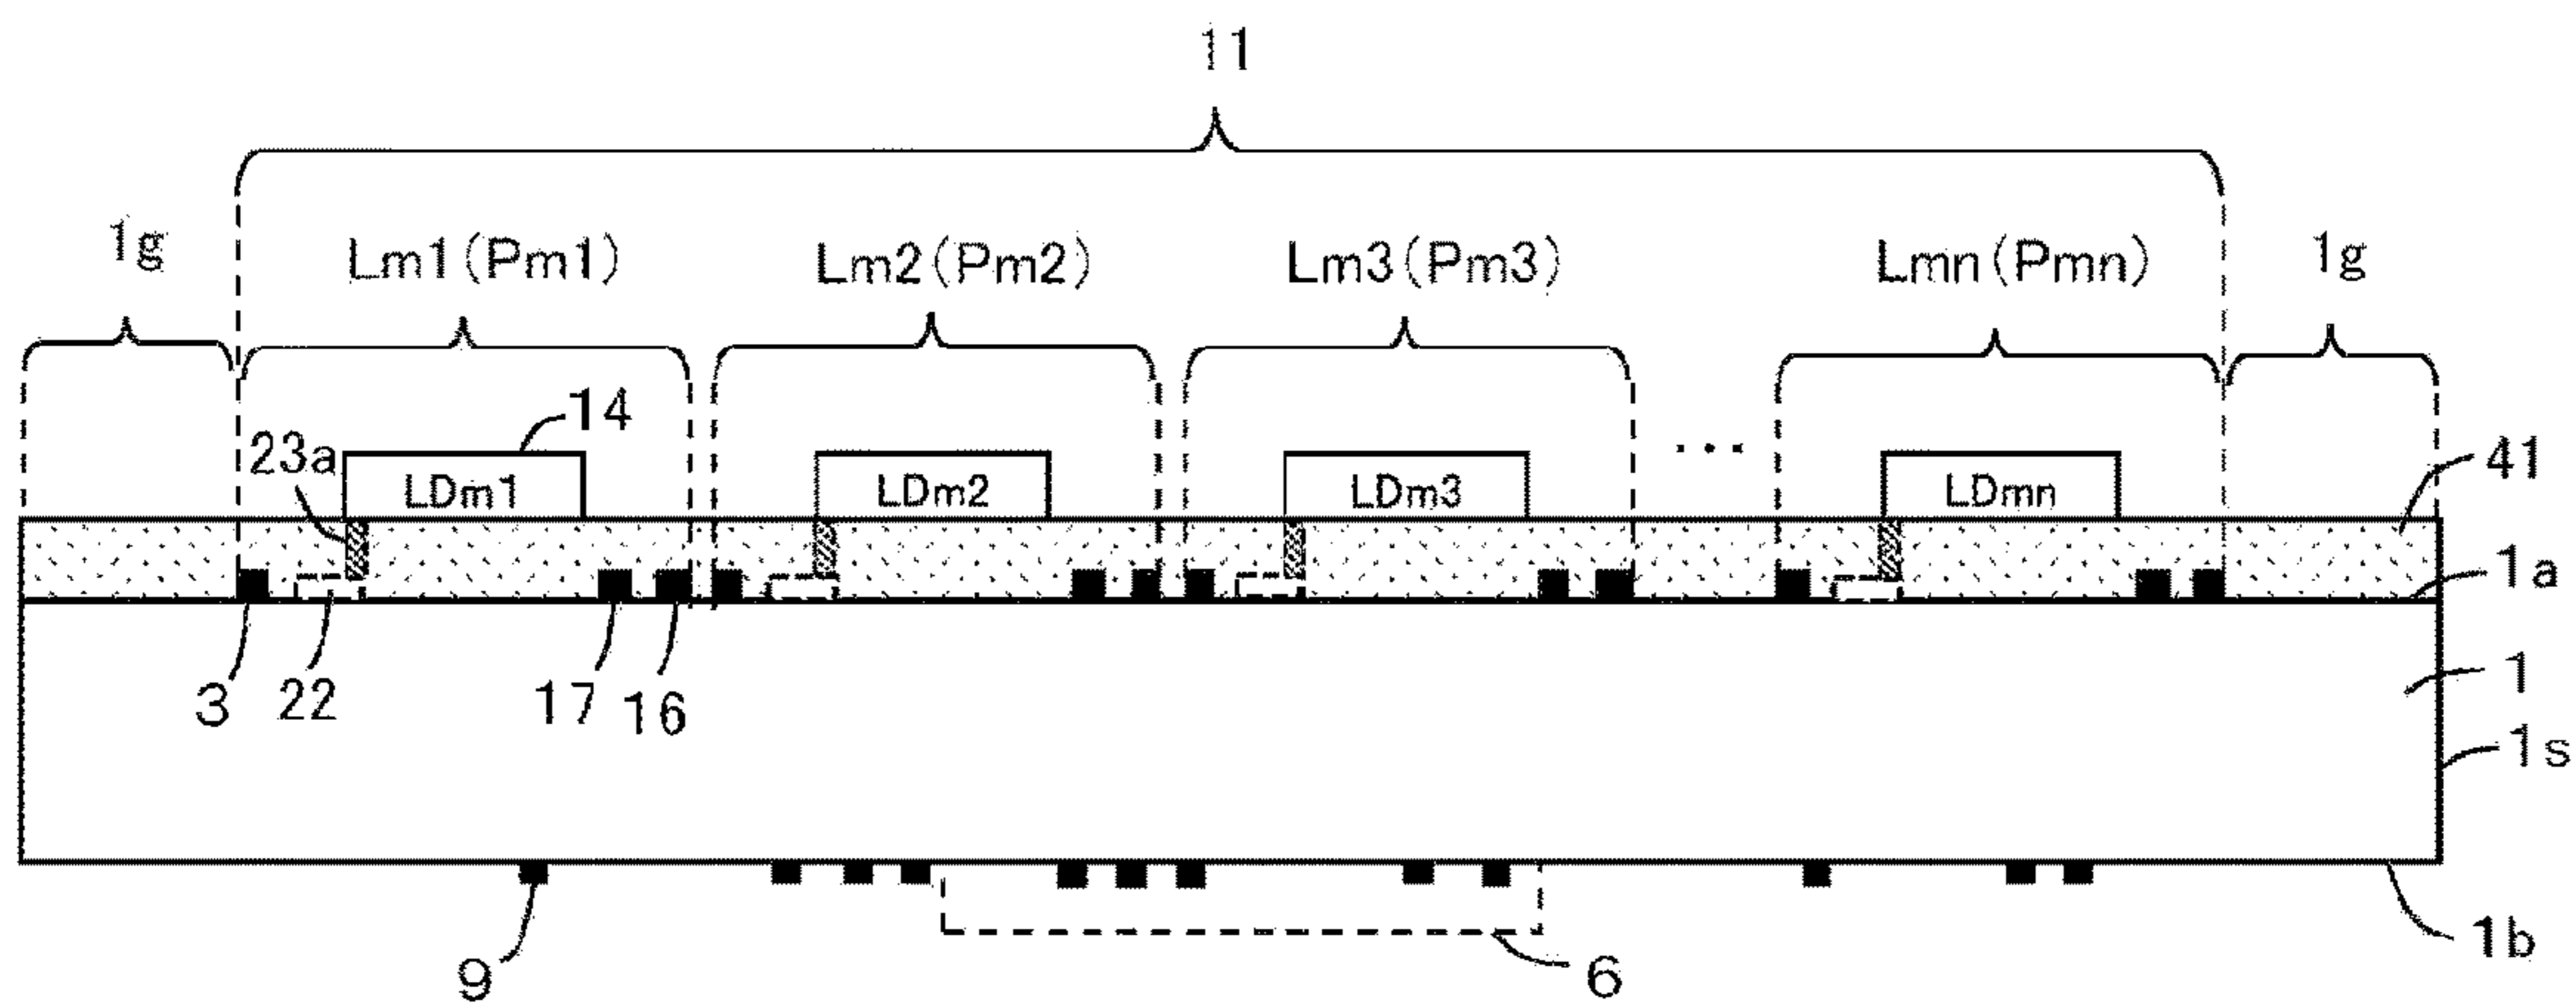 11
1g Lm1(Pm1) Lm2(Pm2) Lm3(Pm3) Lmn(Pmn) 1g
14
23a LDm1 LDm2 LDm3 ... LDmn 41
1a
3 22 17 16 1
1s
9 6 1b